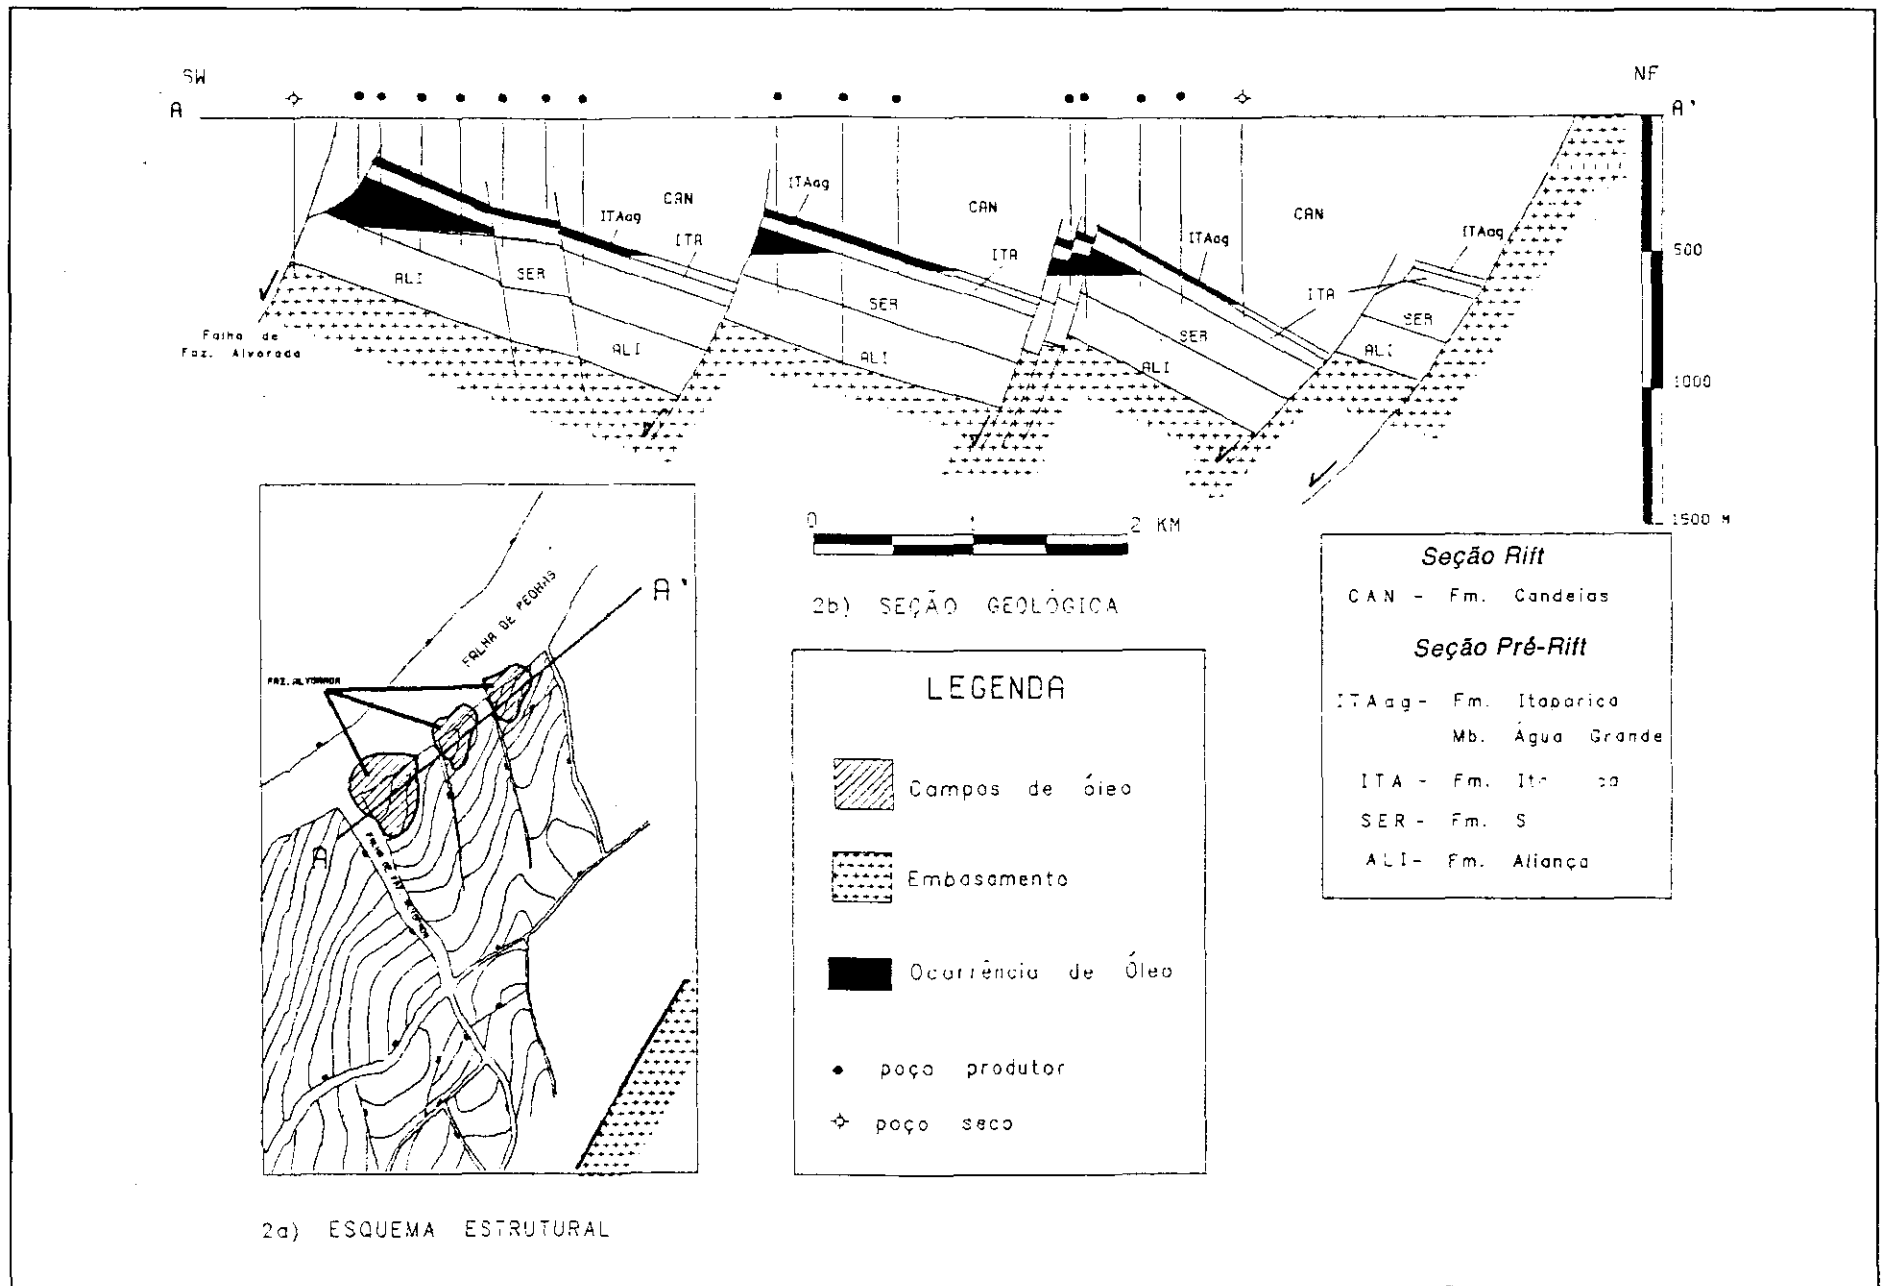 SW
NE
A
A'
CAN
CAN
CAN
ITAag
ITAag
ITAag
ITAag
ITA
ITA
ITA
ALI
SER
ALI
SER
ALI
SER
ALI
SER
ALI
Falha de
Faz. Alvorada
500
1000
1500 M
0 1 2 KM
2b) SEÇÃO GEOLÓGICA
A'
FALHA DE PEDRAS
FAZ. ALVORADA
A
2a) ESQUEMA ESTRUTURAL
LEGENDA
Campos de óleo
Embasamento
Ocorrência de Óleo
poço produtor
poço seco
Seção Rift
CAN - Fm. Candeias
Seção Pré-Rift
ITAag - Fm. Itaparica
Mb. Água Grande
ITA - Fm.
SER - Fm. S
ALI - Fm. Aliança